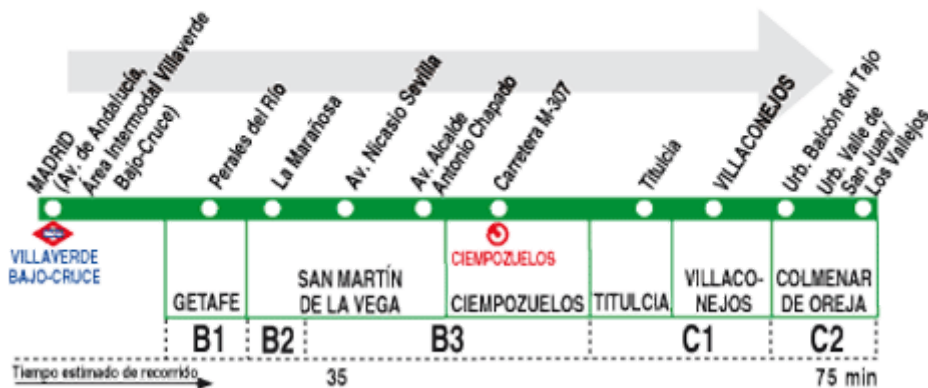 MADRID
(Av. de Andalucía,
Área Intermodal Villaverde
Bajo-Cruce)
Perales del Río
La Marañosa
Av. Nicasio Sevilla
Av. Alcalde
Antonio Chapado
Carretera M-307
Titulcia
VILLACONEJOS
Urb. Balcón del Tajo
Urb. Valle de
San Juan/
Los Vallejos
VILLAVERDE
BAJO-CRUCE
CIEMPOZUELOS
GETAFE
SAN MARTÍN
DE LA VEGA
CIEMPOZUELOS
TITULCIA
VILLACO-
NEJOS
COLMENAR
DE OREJA
B1
B2
B3
C1
C2
Tiempo estimado de recorrido
35
75 min